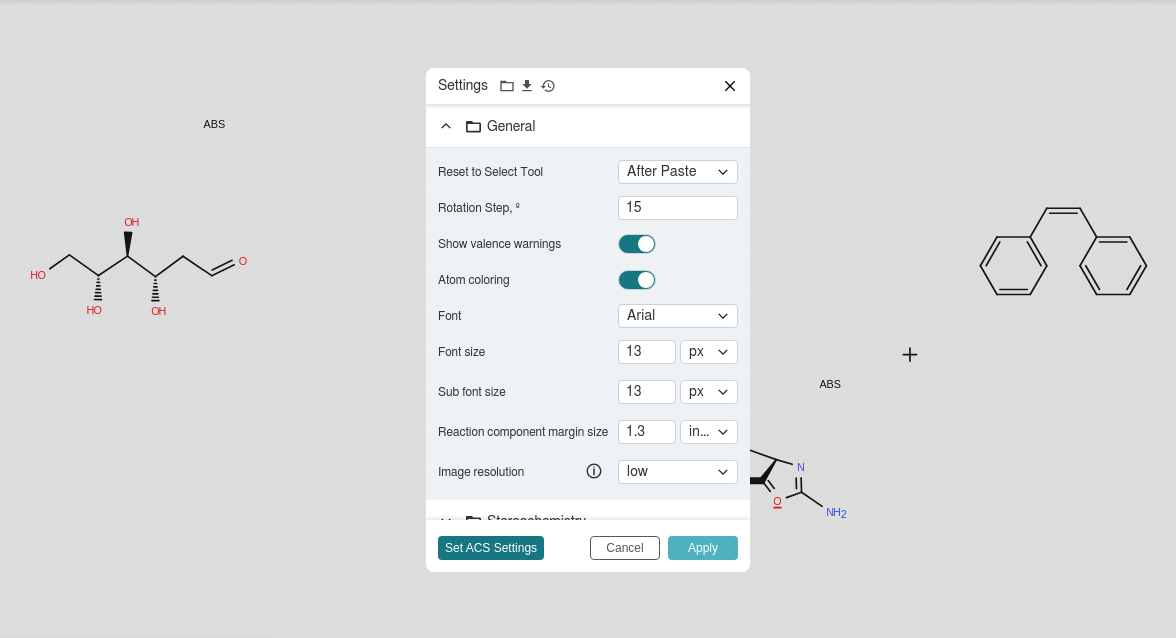 Settings
General
Reset to Select Tool After Paste
Rotation Step, º 15
Show valence warnings
Atom coloring
Font Arial
Font size 13 px
Sub font size 13 px
Reaction component margin size 1.3 in...
Image resolution low
Stereochemistry
Set ACS Settings Cancel Apply
ABS
OH
HO
O
HO
OH
+
ABS
N
O
NH2